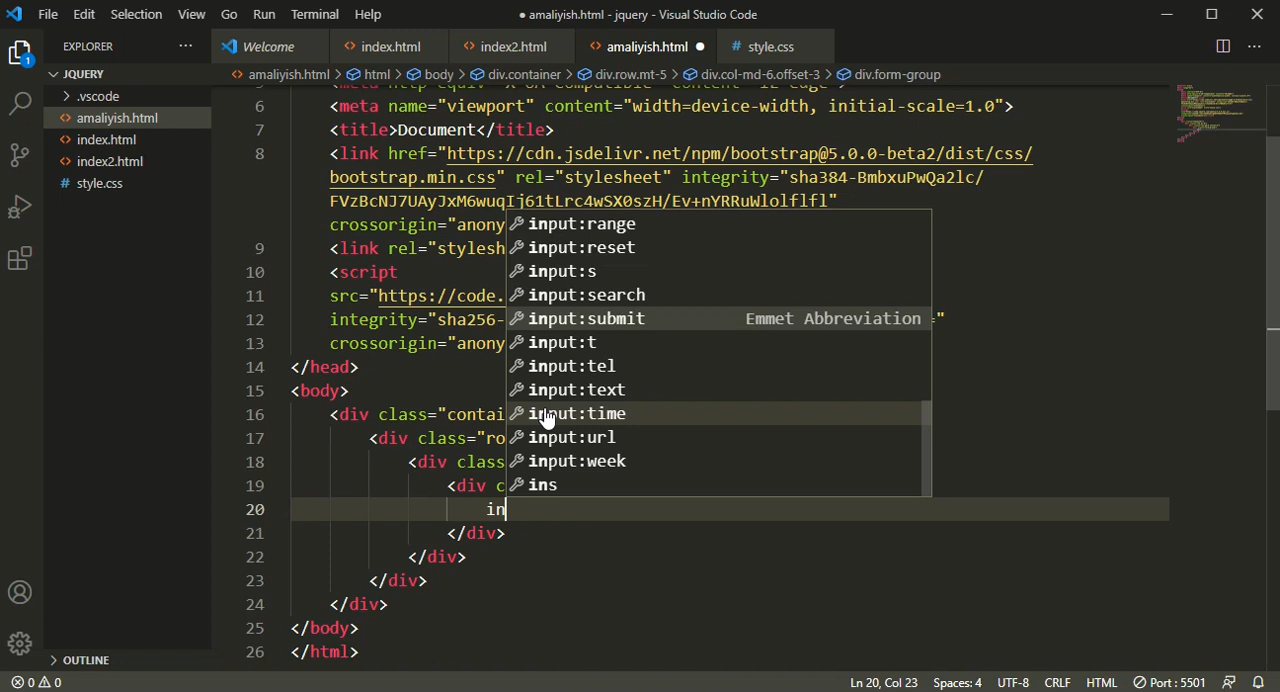 File Edit Selection View Go Run Terminal Help ● amaliyish.html - jquery - Visual Studio Code
EXPLORER ··· Welcome <> index.html <> index2.html <> amaliyish.html ● # style.css ···
JQUERY
<> amaliyish.html > html > body > div.container > div.row.mt-5 > div.col-md-6.offset-3 > div.form-group
> .vscode
<> amaliyish.html
<> index.html
<> index2.html
# style.css
1
6 <meta name="viewport" content="width=device-width, initial-scale=1.0">
7 <title>Document</title>
8 <link href="https://cdn.jsdelivr.net/npm/bootstrap@5.0.0-beta2/dist/css/
bootstrap.min.css" rel="stylesheet" integrity="sha384-BmbxuPwQa2lc/
FVzBcNJ7UAyJxM6wuqIj61tLrc4wSX0szH/Ev+nYRRuWlolflfl"
crossorigin="anony
9 <link rel="stylesh
10 <script
11 src="https://code.
12 integrity="sha256- ="
13 crossorigin="anony
14 </head>
15 <body>
16 <div class="contai
17 <div class="ro
18 <div class
19 <div c
20 in
21 </div>
22 </div>
23 </div>
24 </div>
25 </body>
26 </html>
input:range
input:reset
input:s
input:search
input:submit Emmet Abbreviation
input:t
input:tel
input:text
input:time
input:url
input:week
ins
> OUTLINE
0 0 Ln 20, Col 23 Spaces: 4 UTF-8 CRLF HTML Port : 5501